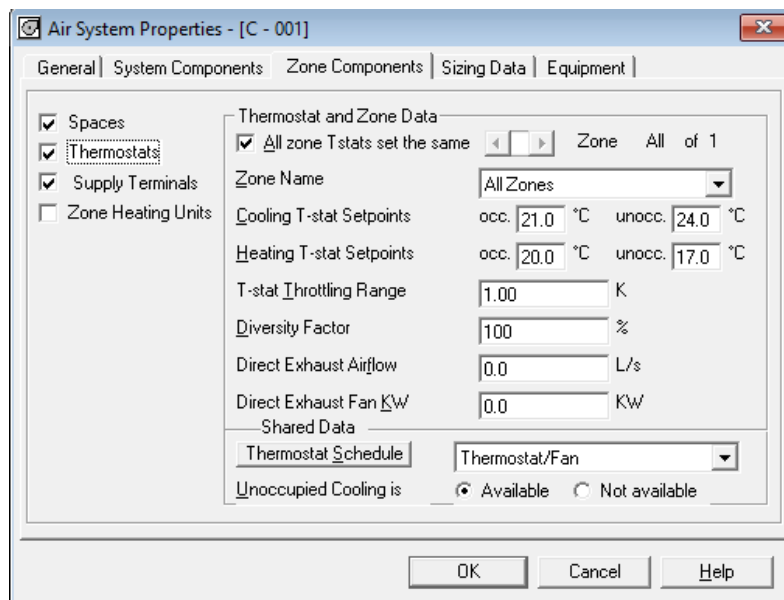 Air System Properties - [C - 001]
General System Components Zone Components Sizing Data Equipment
Spaces
Thermostats
Supply Terminals
Zone Heating Units
Thermostat and Zone Data
All zone Tstats set the same Zone All of 1
Zone Name All Zones
Cooling T-stat Setpoints occ. 21.0 °C unocc. 24.0 °C
Heating T-stat Setpoints occ. 20.0 °C unocc. 17.0 °C
T-stat Throttling Range 1.00 K
Diversity Factor 100 %
Direct Exhaust Airflow 0.0 L/s
Direct Exhaust Fan KW 0.0 KW
Shared Data
Thermostat Schedule Thermostat/Fan
Unoccupied Cooling is Available Not available
OK Cancel Help